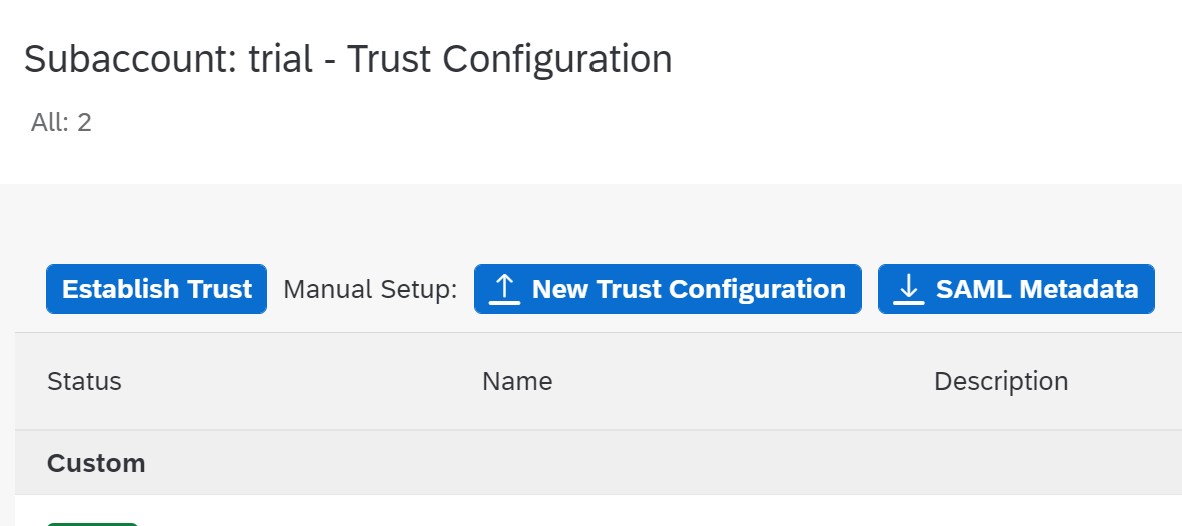 Subaccount: trial - Trust Configuration
All: 2
Establish Trust Manual Setup: New Trust Configuration SAML Metadata
Status Name Description
Custom